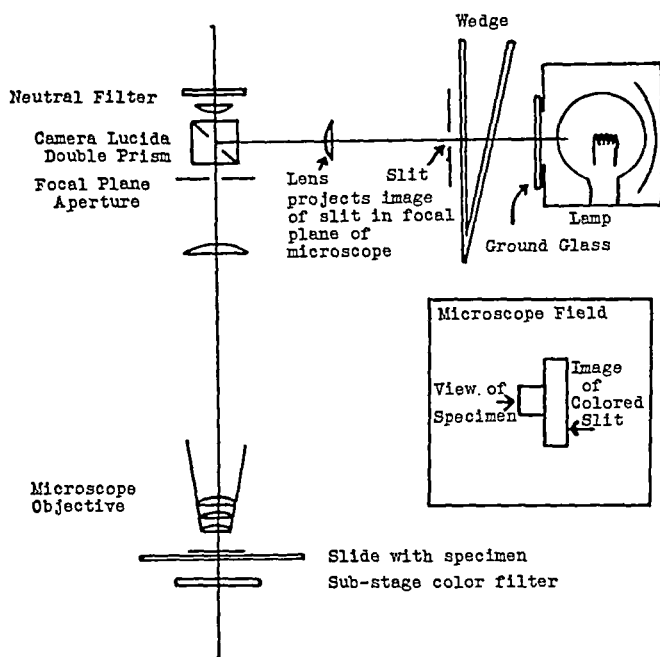 Wedge
Neutral Filter
Camera Lucida
Double Prism
Focal Plane
Aperture
Lens
projects image
of slit in focal
plane of
microscope
Slit
Lamp
Ground Glass
Microscope Field
View of
Specimen
Image
of
Colored
Slit
Microscope
Objective
Slide with specimen
Sub-stage color filter